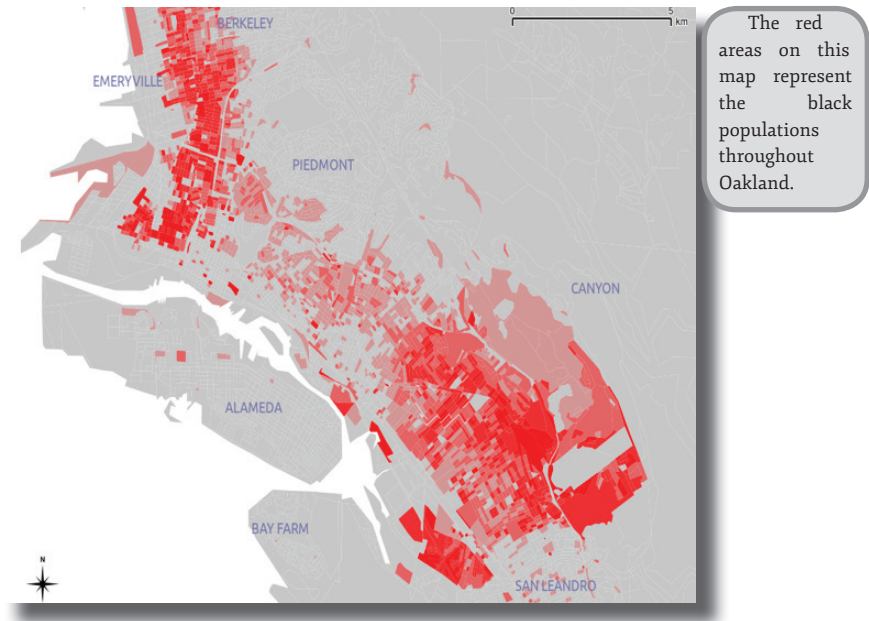 BERKELEY
0 5
km
EMERYVILLE
PIEDMONT
CANYON
ALAMEDA
BAY FARM
N
SAN LEANDRO
The red
areas on this
map represent
the black
populations
throughout
Oakland.